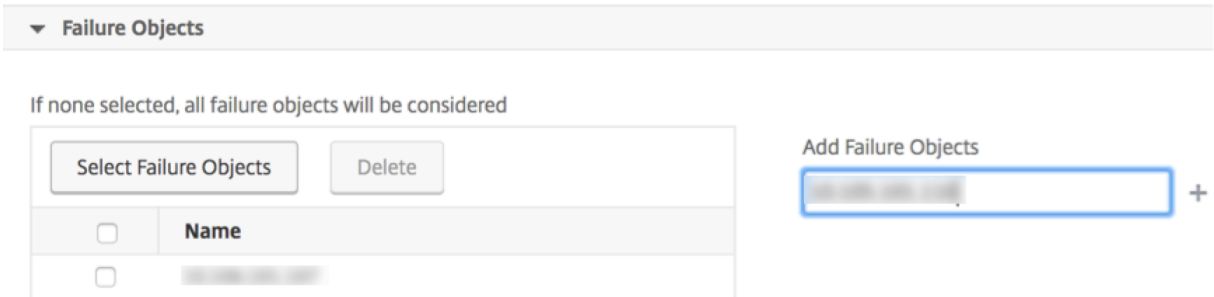 Failure Objects
If none selected, all failure objects will be considered
Select Failure Objects
Delete
Add Failure Objects
+
Name